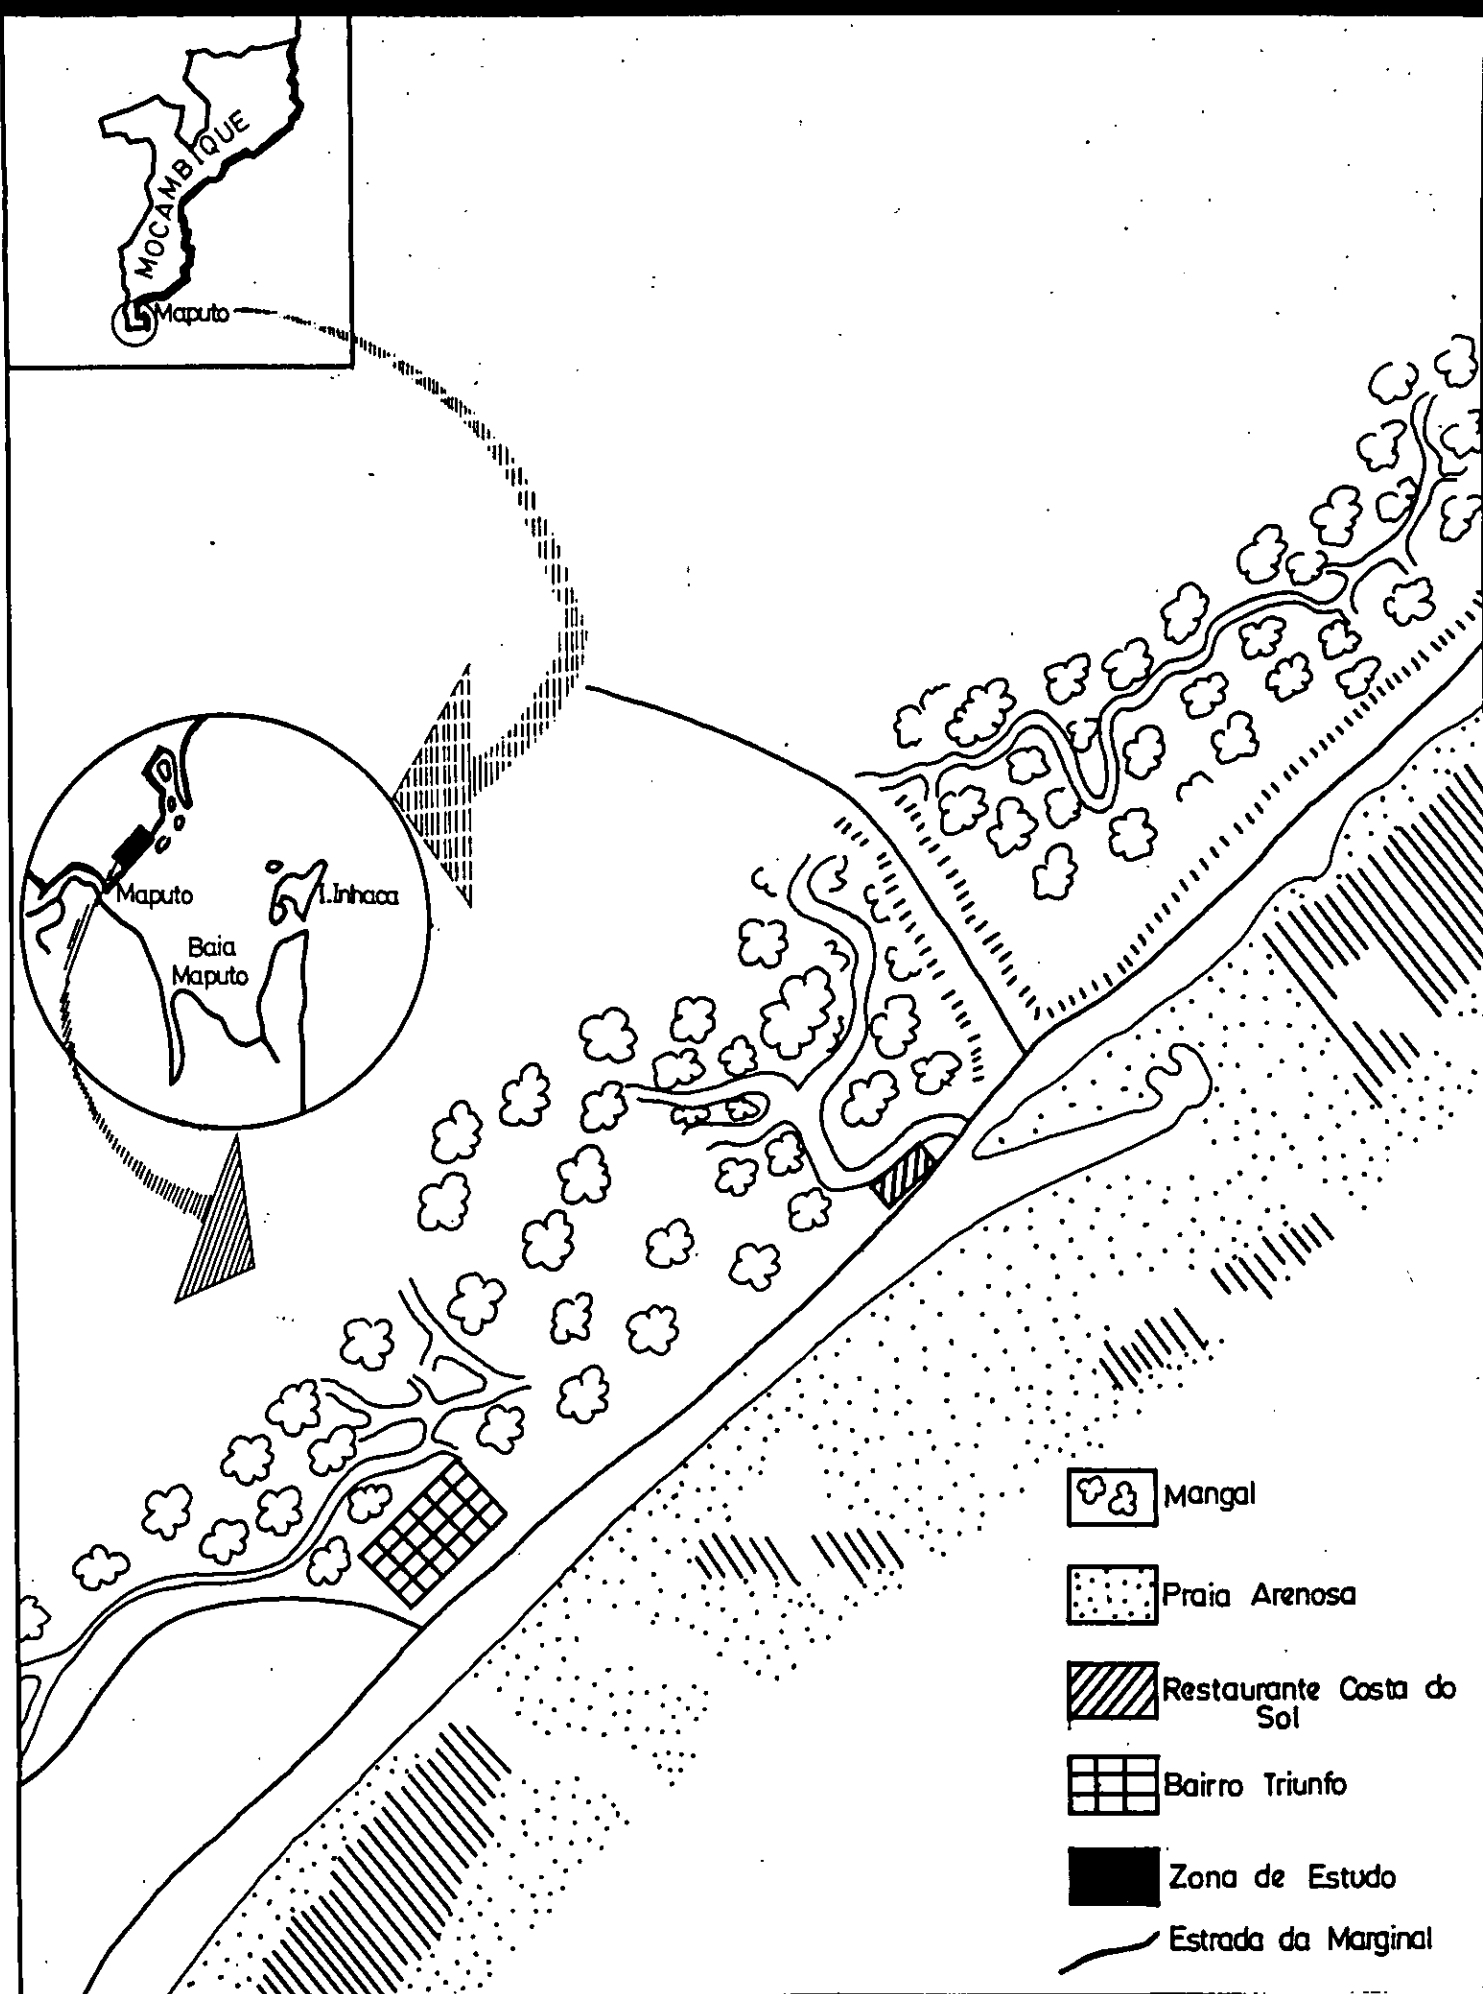 MOCAMBIQUE
Maputo
Maputo
I.Inhaca
Baia
Maputo
Mangal
Praia Arenosa
Restaurante Costa do
Sol
Bairro Triunfo
Zona de Estudo
Estrada da Marginal